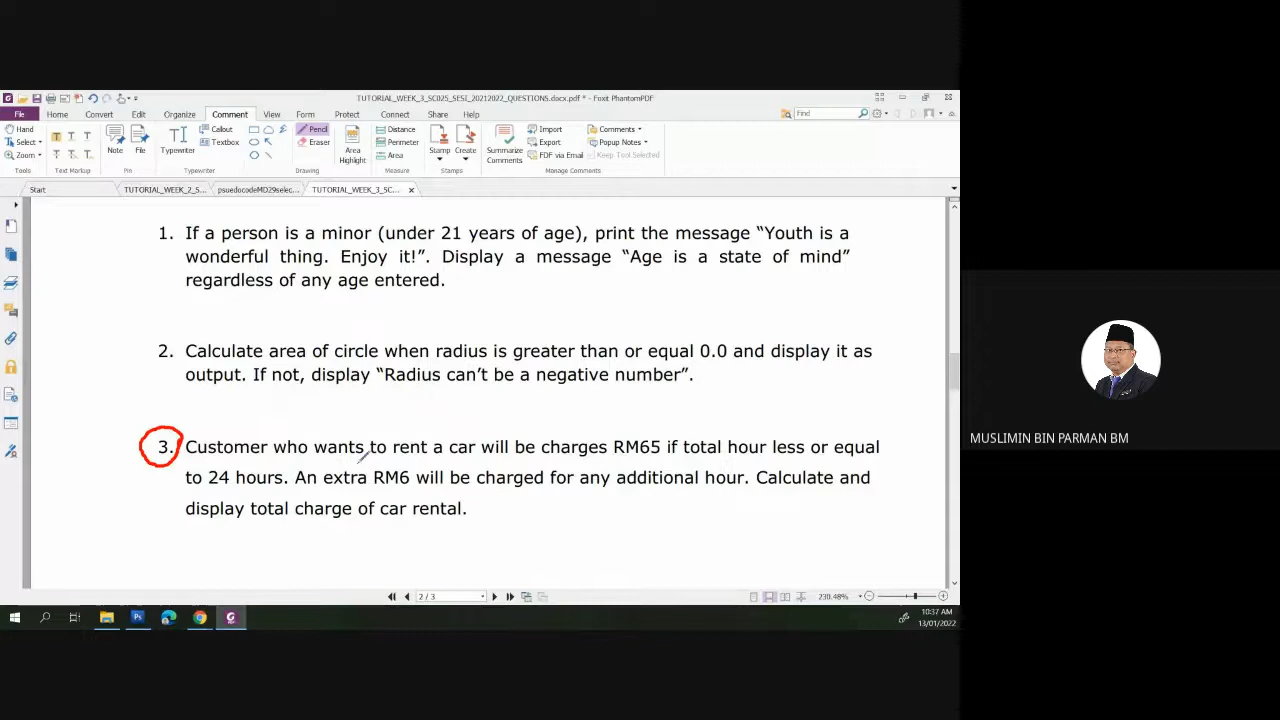 TUTORIAL_WEEK_3_SC025_SESI_20212022_QUESTIONS.docx.pdf * - Foxit PhantomPDF
File Home Convert Edit Organize Comment View Form Protect Connect Share Help Find
Hand Select Zoom Tools
Text Markup
Note File Pin
Typewriter Callout Textbox Typewriter
Pencil Eraser Drawing
Area Highlight
Distance Perimeter Area Measure
Stamp Create Stamps
Summarize Comments Import Export FDF via Email Comments Popup Notes Keep Tool Selected Manage Comments
Start TUTORIAL_WEEK_2_S... psuedocodeMD29selec... TUTORIAL_WEEK_3_SC...
1. If a person is a minor (under 21 years of age), print the message “Youth is a
wonderful thing. Enjoy it!”. Display a message “Age is a state of mind”
regardless of any age entered.
2. Calculate area of circle when radius is greater than or equal 0.0 and display it as
output. If not, display “Radius can’t be a negative number”.
3. Customer who wants to rent a car will be charges RM65 if total hour less or equal
to 24 hours. An extra RM6 will be charged for any additional hour. Calculate and
display total charge of car rental.
MUSLIMIN BIN PARMAN BM
2 / 3 230.48%
10:37 AM
13/01/2022